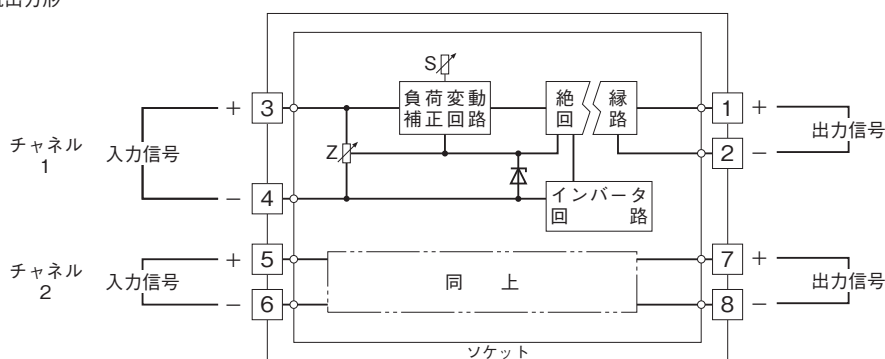 S
負荷変動
補正回路
絶縁
回路
+ 3
1 +
チャネル
1
入力信号
出力信号
Z
2 −
− 4
インバータ
回路
+ 5
7 +
チャネル
2
入力信号
同上
出力信号
− 6
8 −
ソケット